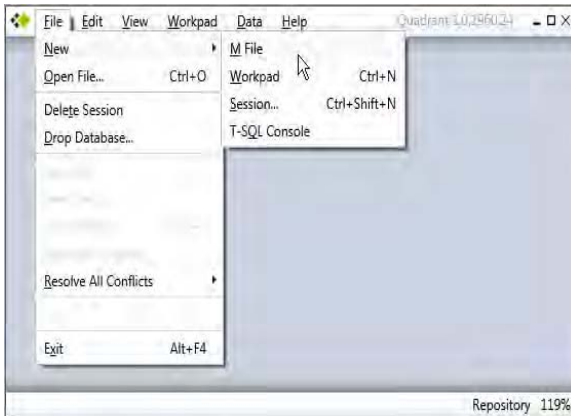 File Edit View Workpad Data Help Quadrant 1.0.2960.24
New
Open File... Ctrl+O
Delete Session
Drop Database...
Resolve All Conflicts
Exit Alt+F4
M File
Workpad Ctrl+N
Session... Ctrl+Shift+N
T-SQL Console
Repository 119%